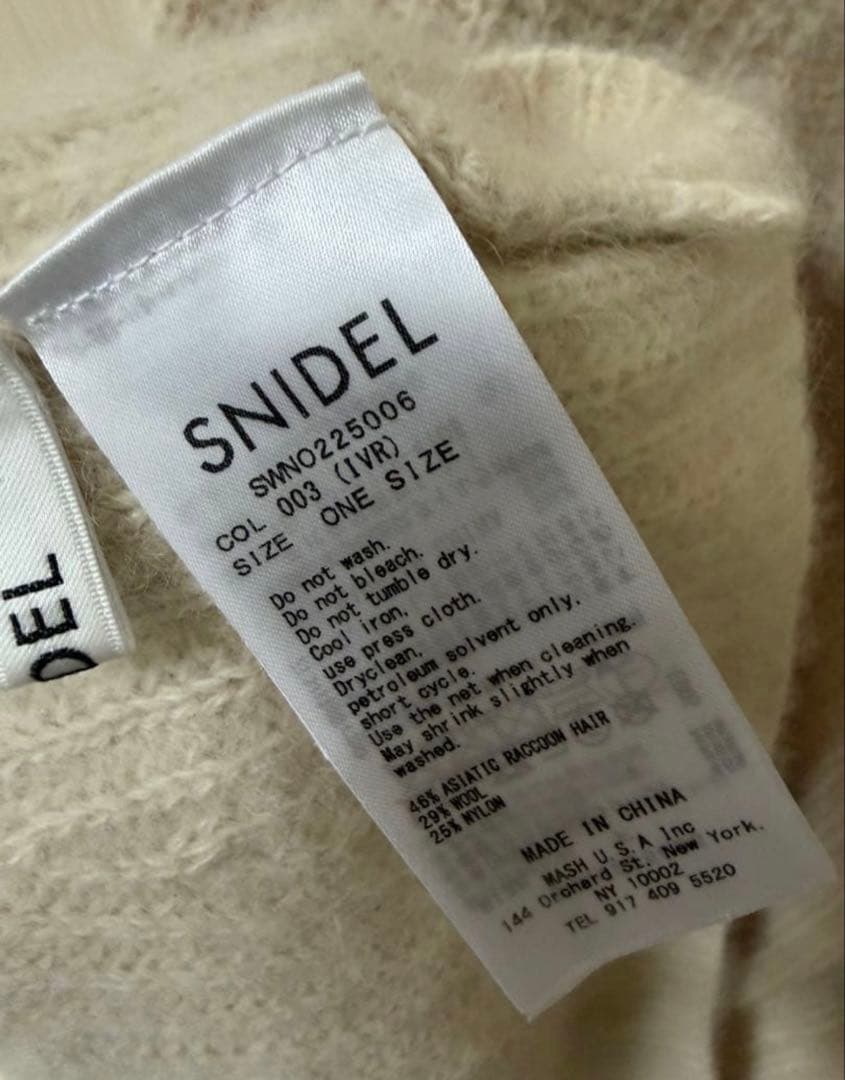 SNIDEL
SWNO225006
COL 003 (IVR)
SIZE ONE SIZE
Do not wash.
Do not bleach.
Do not tumble dry.
Cool iron.
use press cloth.
Dryclean.
petroleum solvent only.
short cycle.
Use the net when cleaning.
May shrink slightly when
washed.
46% ASIATIC RACCOON HAIR
29% WOOL
25% NYLON
MADE IN CHINA
MASH U.S.A Inc
144 Orchard St. New York.
NY 10002
TEL 917 409 5520
DEL